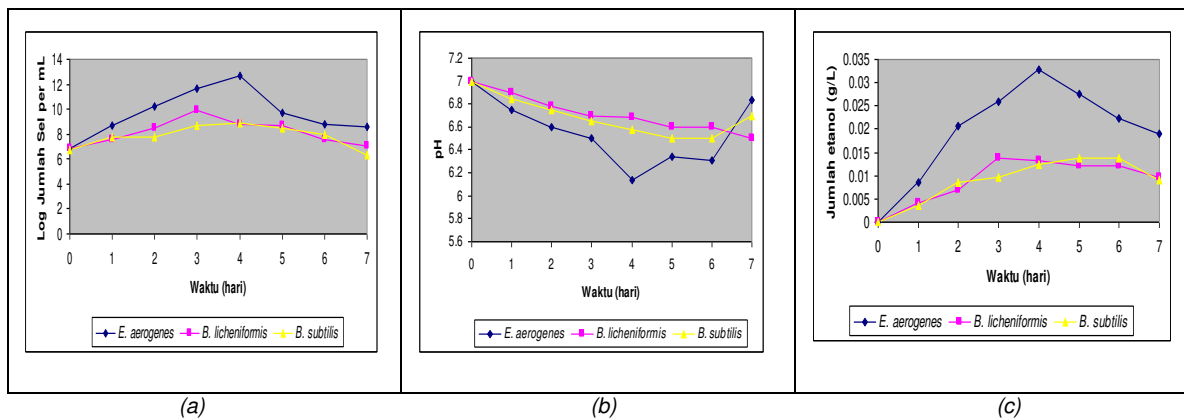 Log Jumlah Sel per mL
14
12
10
8
6
4
2
0
0 1 2 3 4 5 6 7
Waktu (hari)
E. aerogenes B. licheniformis B. subtilis
(a)
pH
7.2
7
6.8
6.6
6.4
6.2
6
5.8
5.6
0 1 2 3 4 5 6 7
Waktu (hari)
E. aerogenes B. licheniformis B. subtilis
(b)
Jumlah etanol (g/L)
0.035
0.03
0.025
0.02
0.015
0.01
0.005
0
0 1 2 3 4 5 6 7
Waktu (hari)
E. aerogenes B. licheniformis B. subtilis
(c)